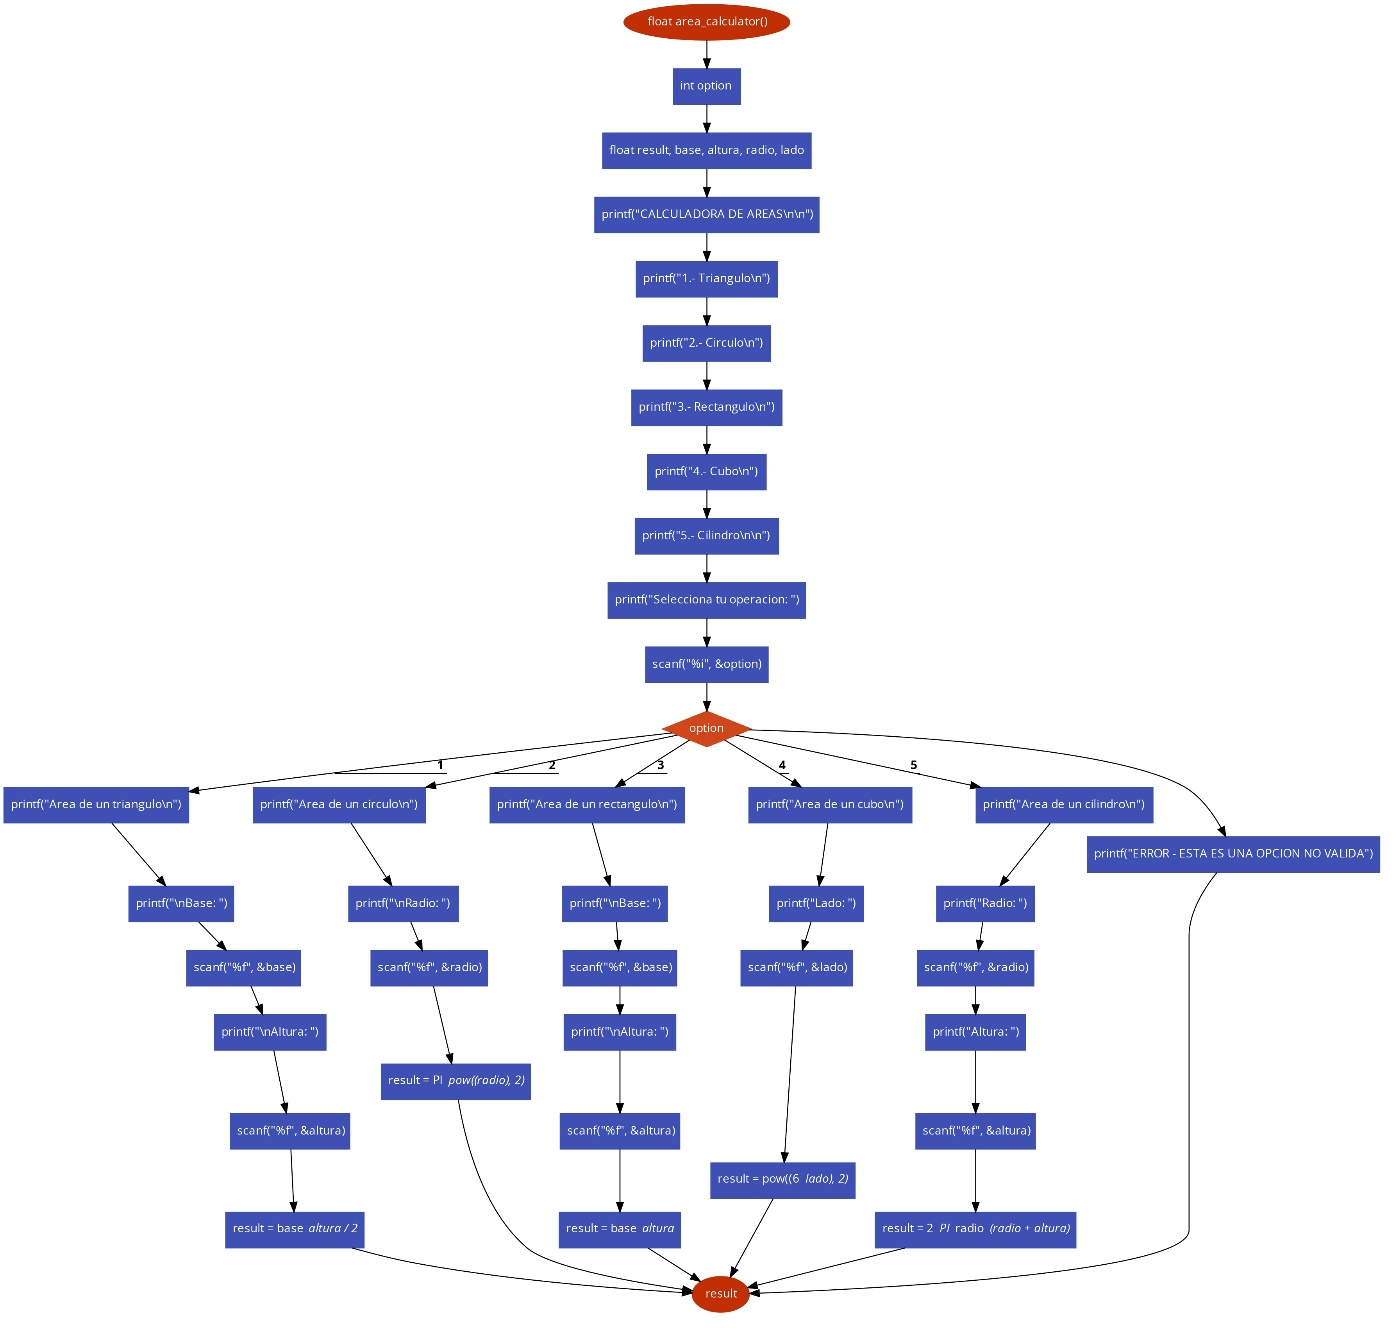 float area_calculator()
int option
float result, base, altura, radio, lado
printf("CALCULADORA DE AREAS\n\n")
printf("1.- Triangulo\n")
printf("2.- Circulo\n")
printf("3.- Rectangulo\n")
printf("4.- Cubo\n")
printf("5.- Cilindro\n\n")
printf("Selecciona tu operacion: ")
scanf("%i", &option)
option
1
2
3
4
5
printf("Area de un triangulo\n")
printf("Area de un circulo\n")
printf("Area de un rectangulo\n")
printf("Area de un cubo\n")
printf("Area de un cilindro\n")
printf("ERROR - ESTA ES UNA OPCION NO VALIDA")
printf("\nBase: ")
printf("\nRadio: ")
printf("\nBase: ")
printf("Lado: ")
printf("Radio: ")
scanf("%f", &base)
scanf("%f", &radio)
scanf("%f", &base)
scanf("%f", &lado)
scanf("%f", &radio)
printf("\nAltura: ")
printf("\nAltura: ")
printf("Altura: ")
result = PI pow((radio), 2)
scanf("%f", &altura)
scanf("%f", &altura)
scanf("%f", &altura)
result = pow((6 lado), 2)
result = base altura / 2
result = base altura
result = 2 PI radio (radio + altura)
result